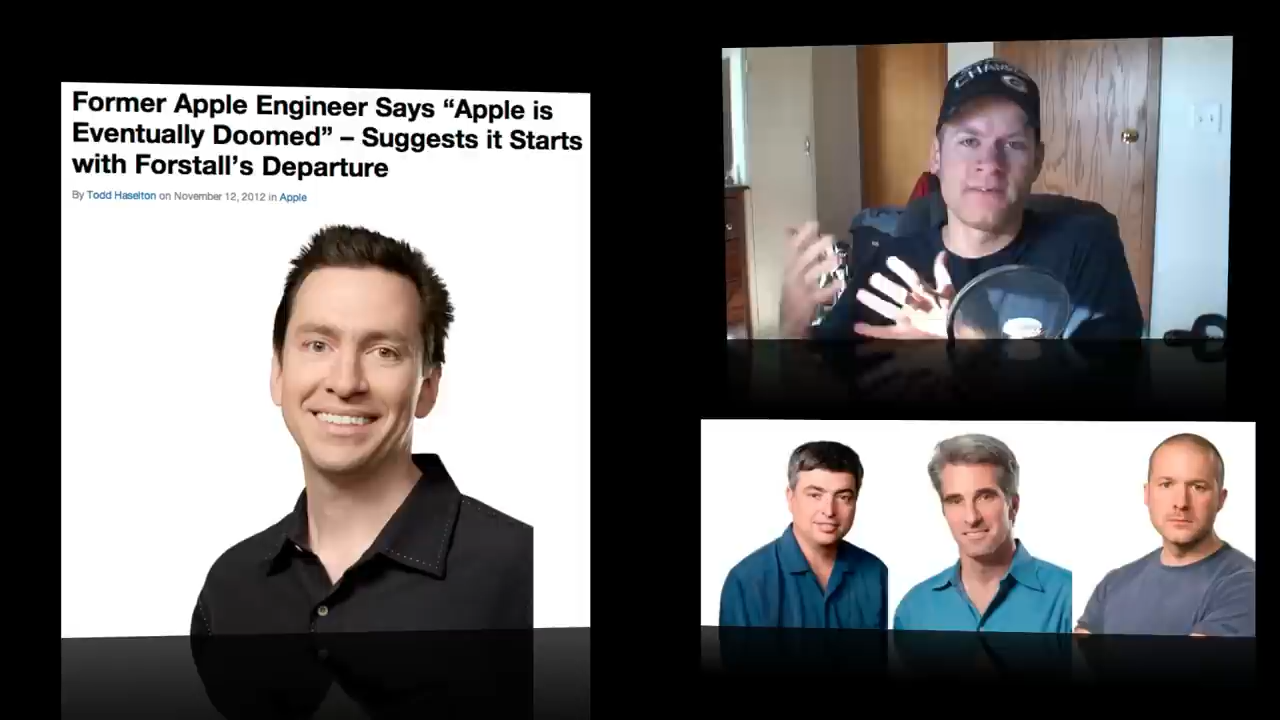 Former Apple Engineer Says “Apple is
Eventually Doomed” – Suggests it Starts
with Forstall’s Departure
By Todd Haselton on November 12, 2012 in Apple